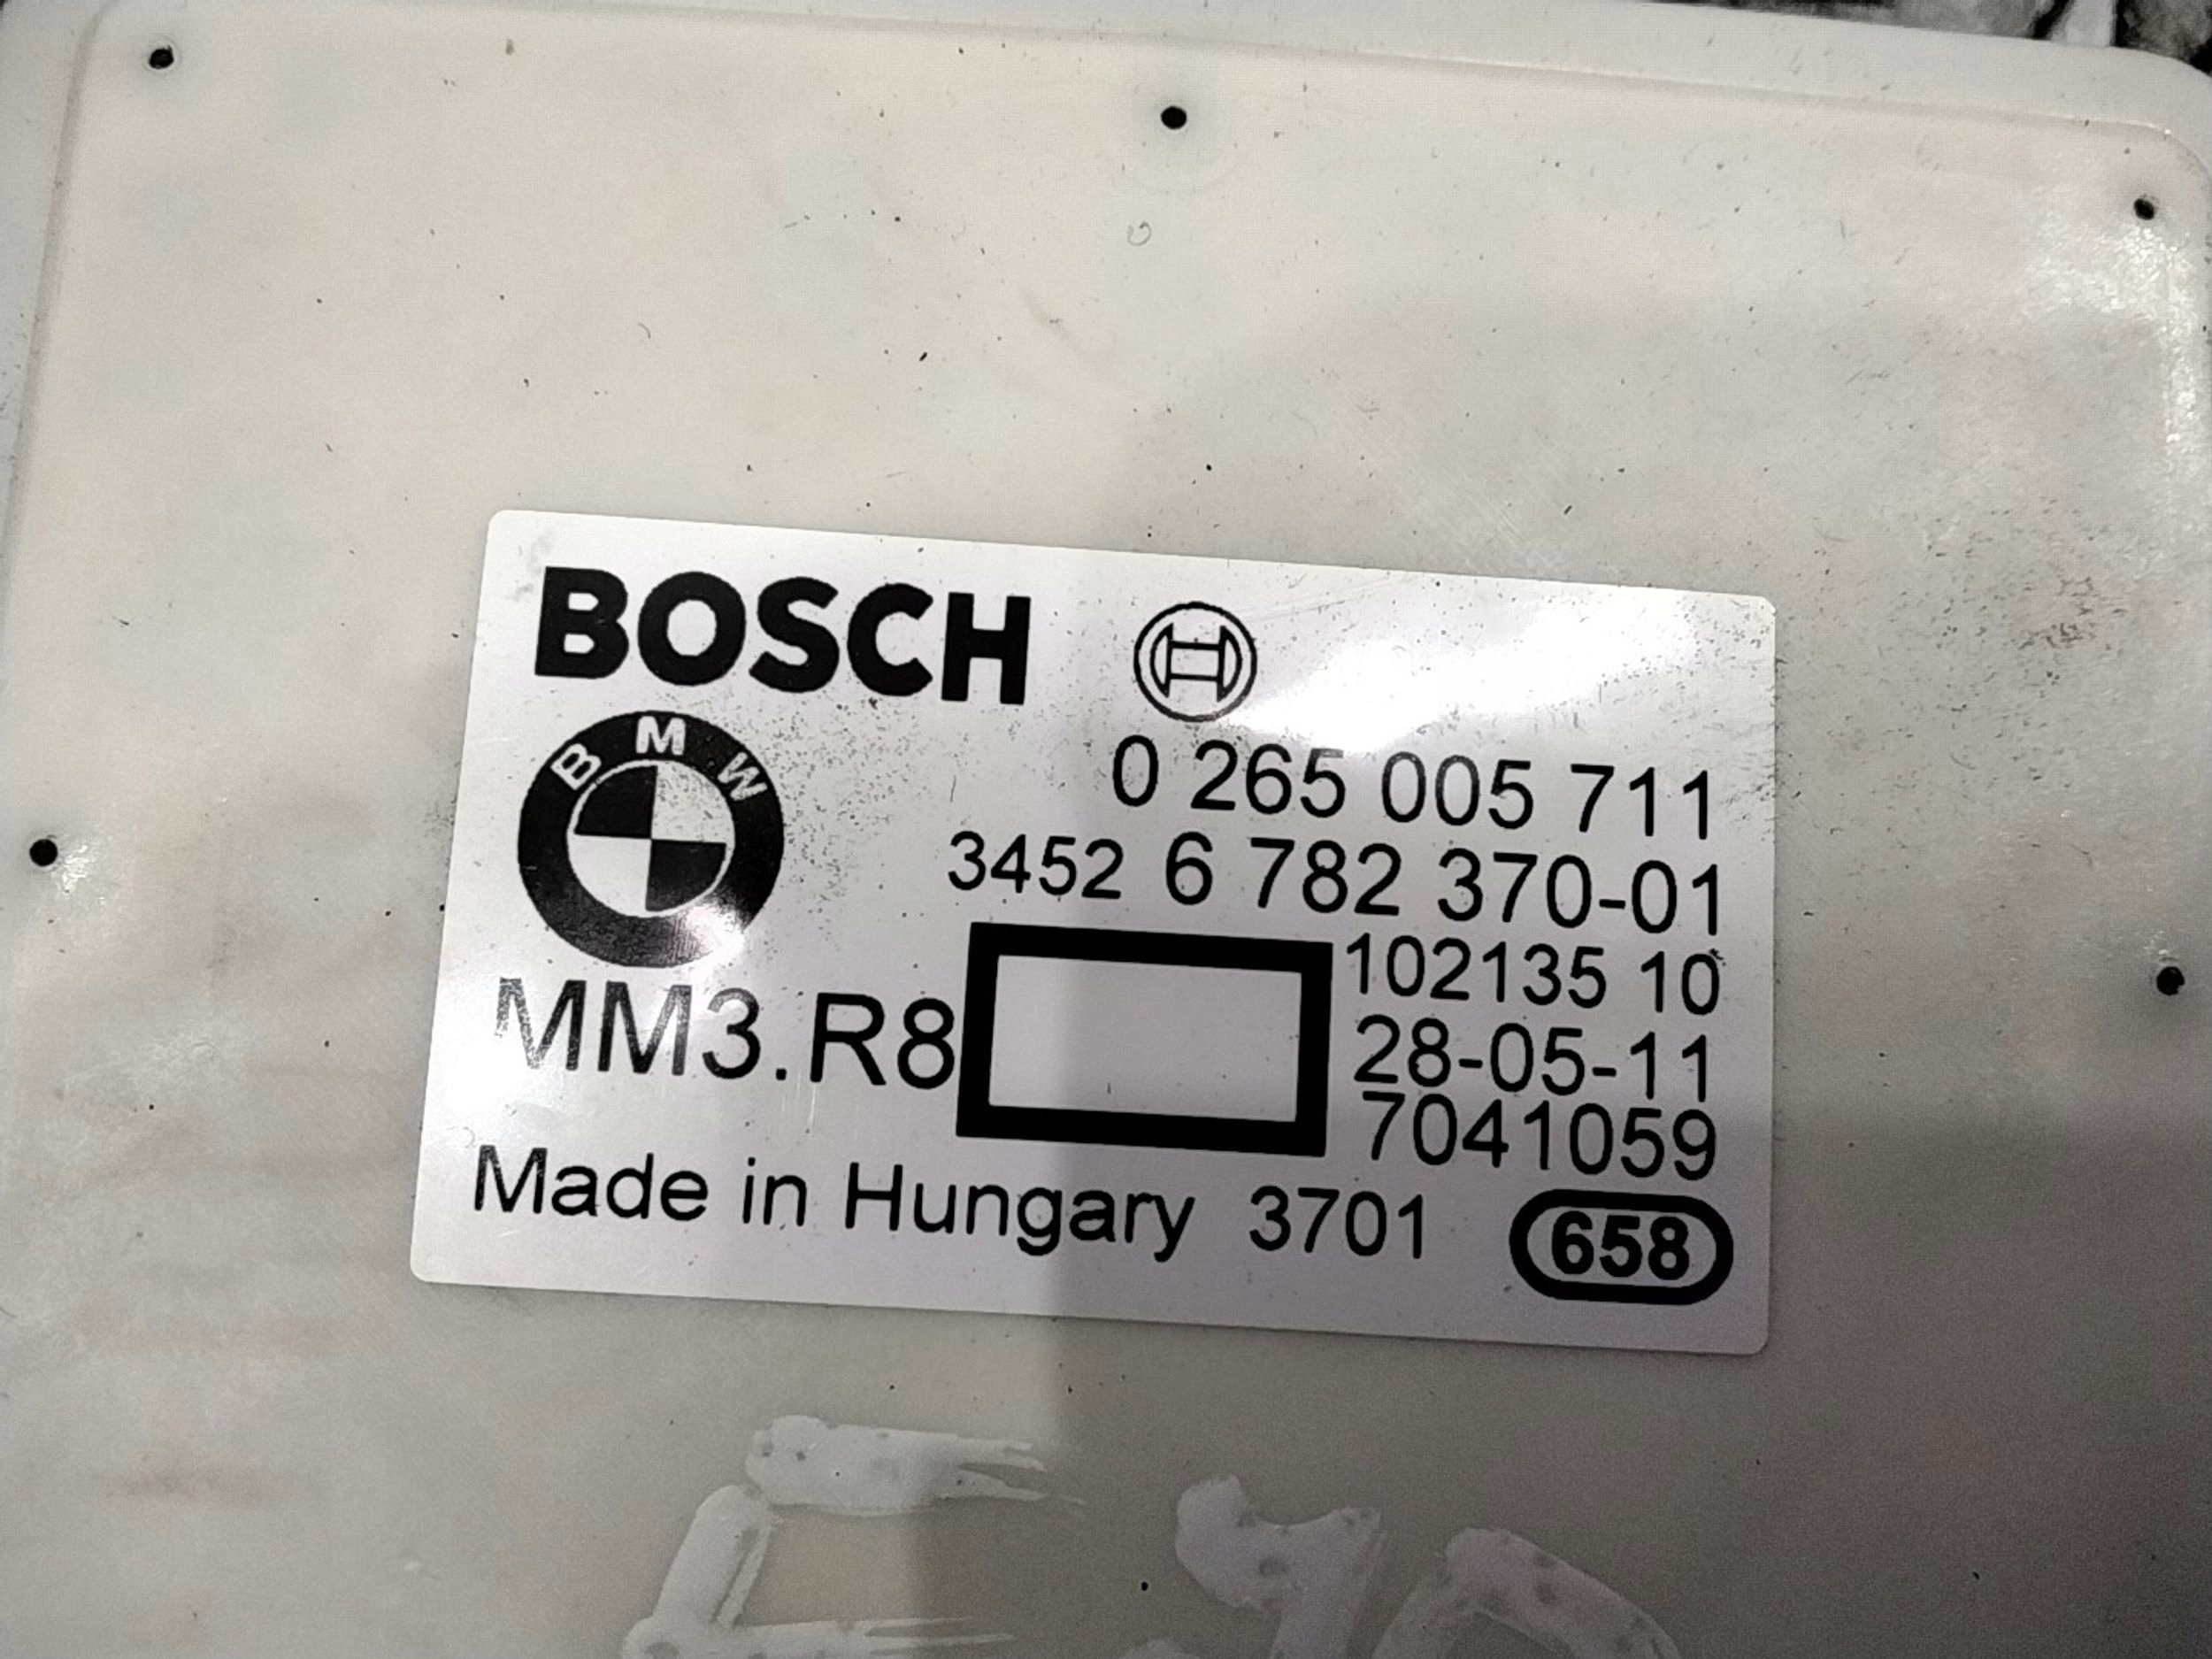 BOSCH
BMW
0 265 005 711
3452 6 782 370-01
102135 10
28-05-11
7041059
MM3.R8
Made in Hungary 3701
658